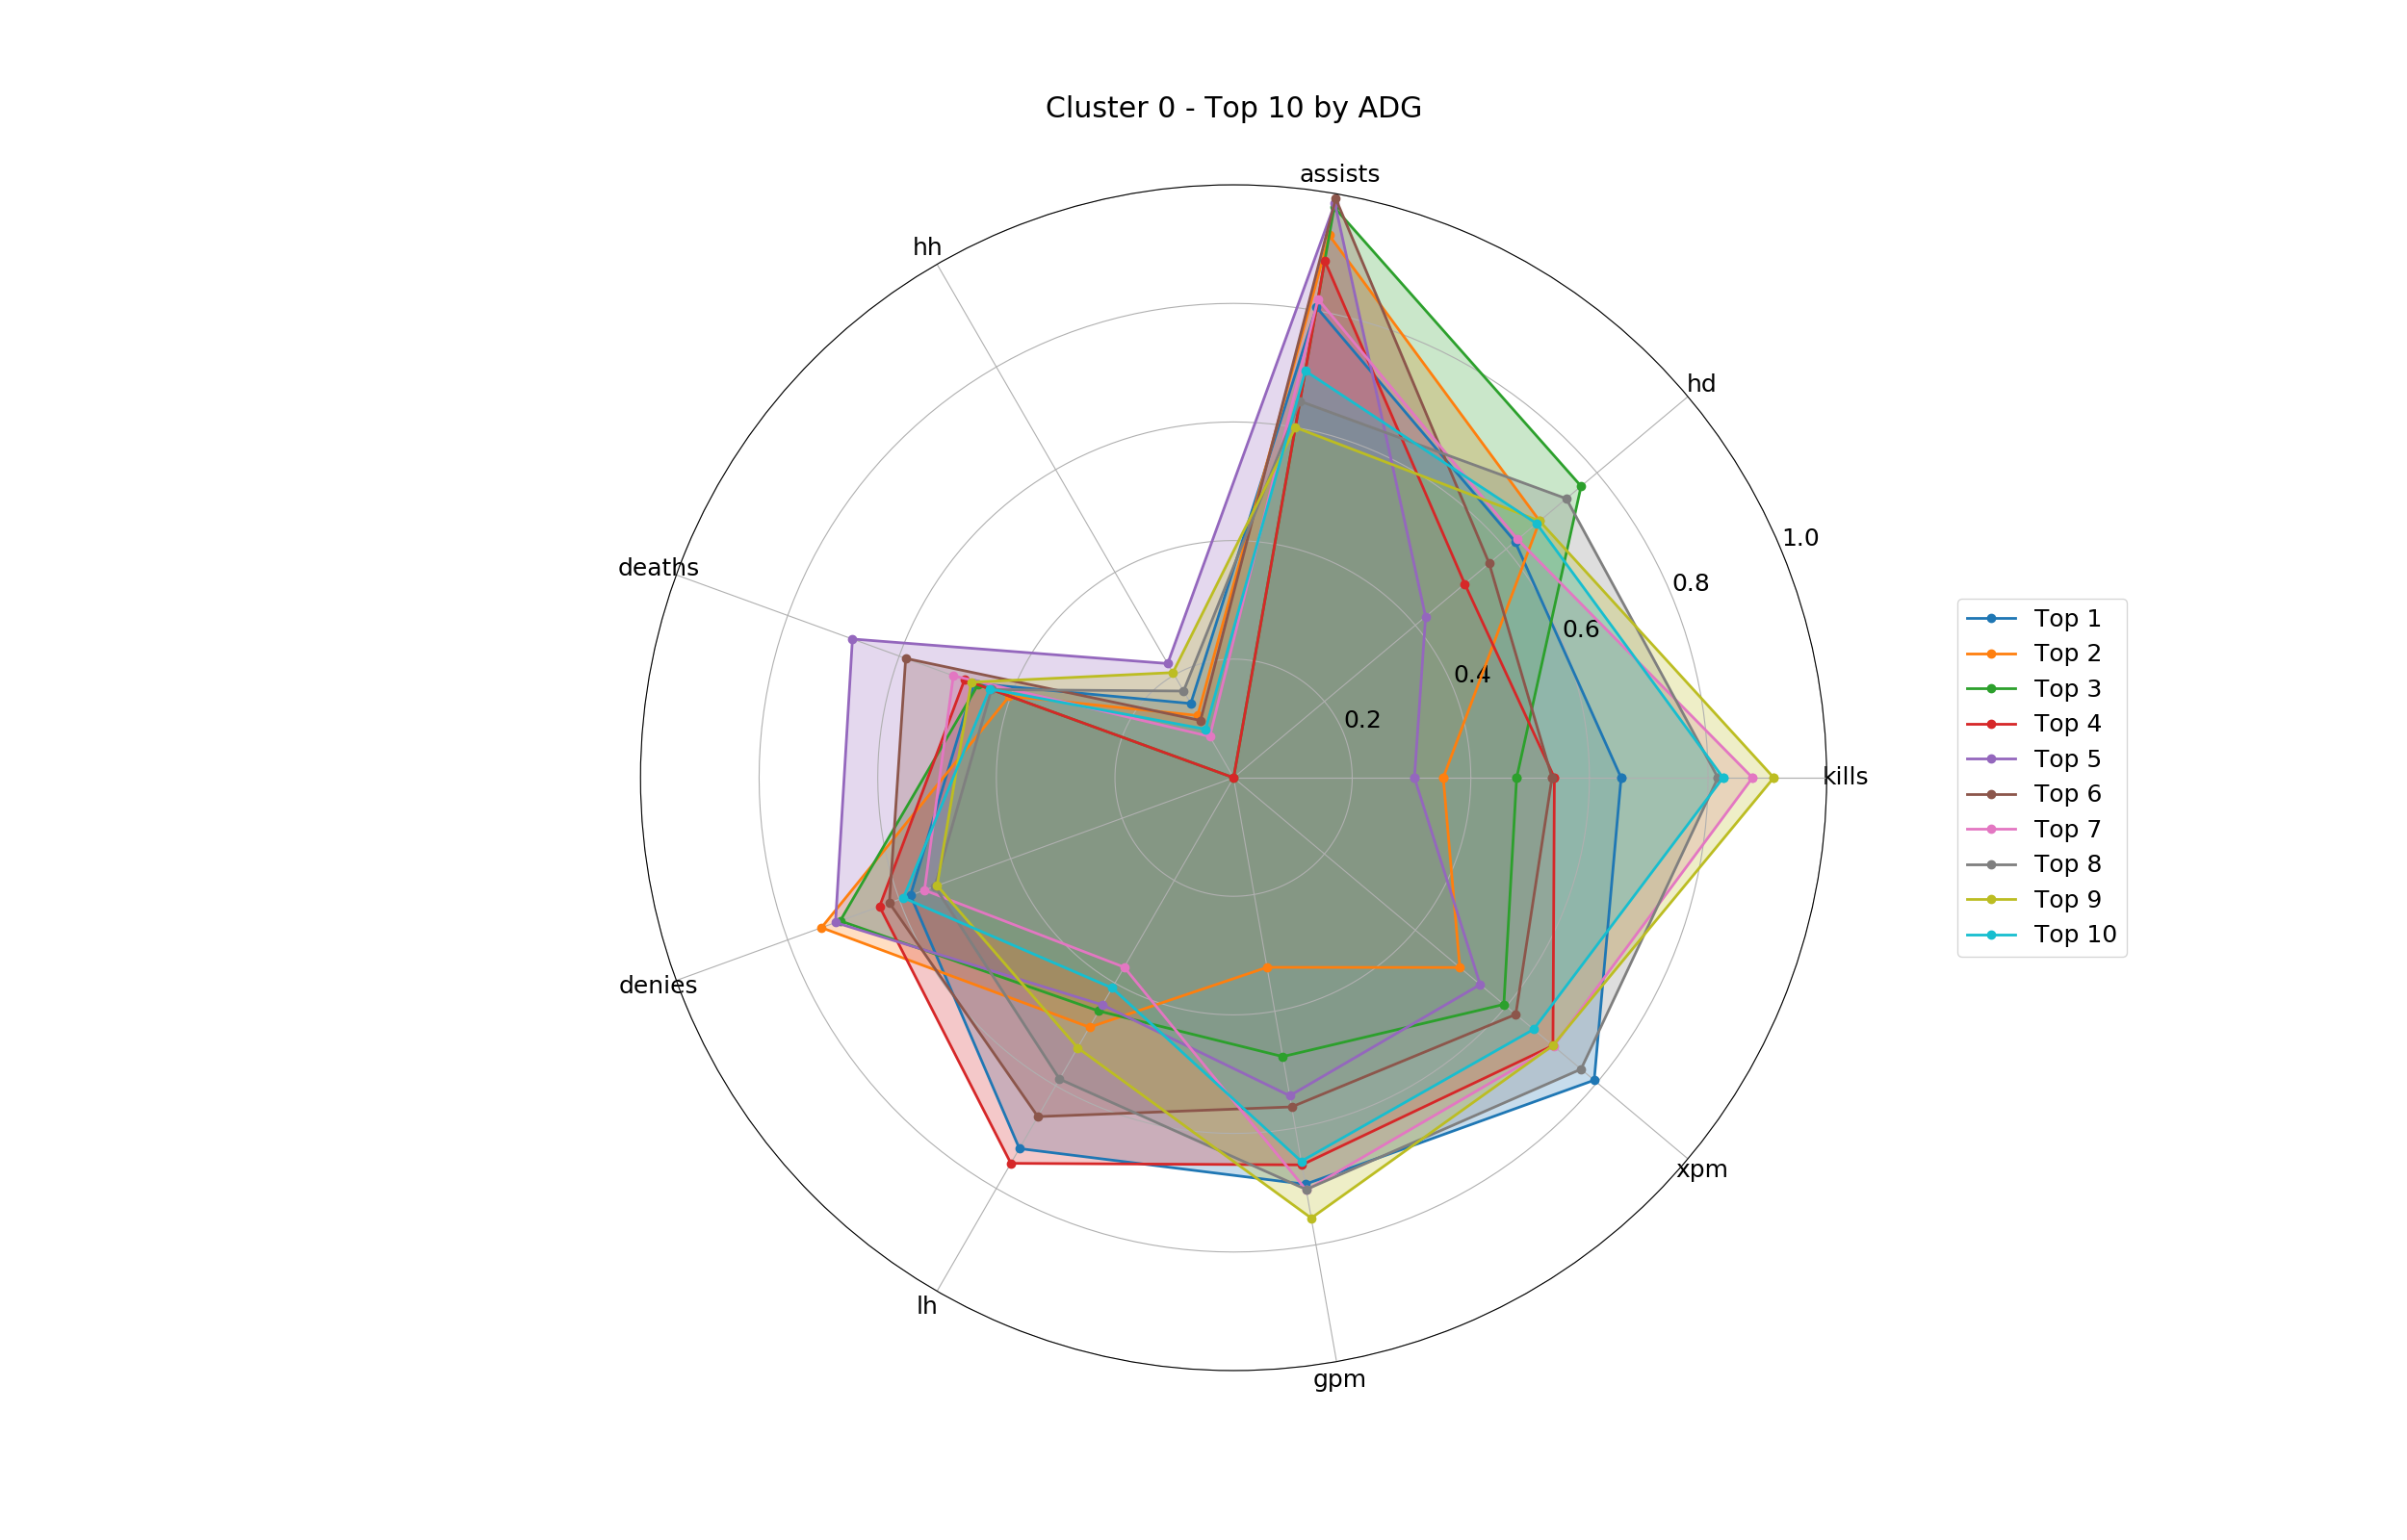 Cluster 0 - Top 10 by ADG
assists
hh
hd
deaths
1.0
0.8
0.6
0.4
0.2
kills
denies
xpm
lh
gpm
Top 1
Top 2
Top 3
Top 4
Top 5
Top 6
Top 7
Top 8
Top 9
Top 10